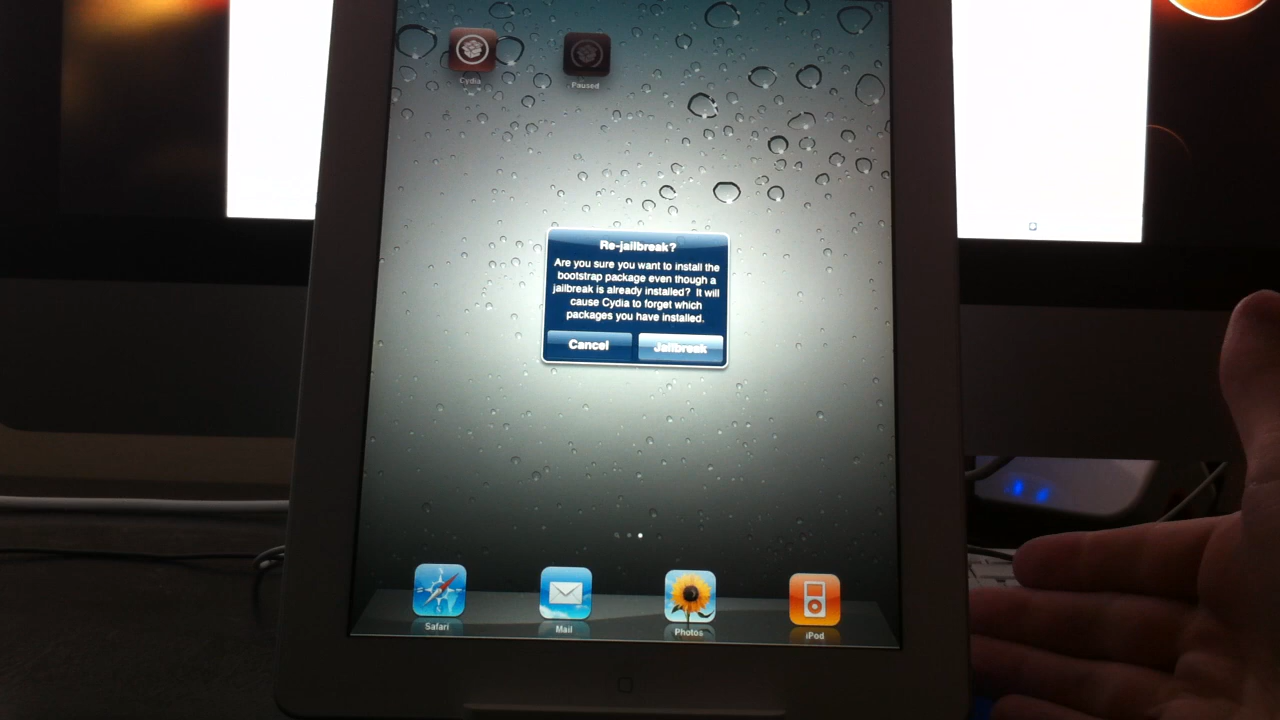 Cydia
Paused
Re-jailbreak?
Are you sure you want to install the
bootstrap package even though a
jailbreak is already installed? It will
cause Cydia to forget which
packages you have installed.
Cancel
Jailbreak
Safari
Mail
Photos
iPod